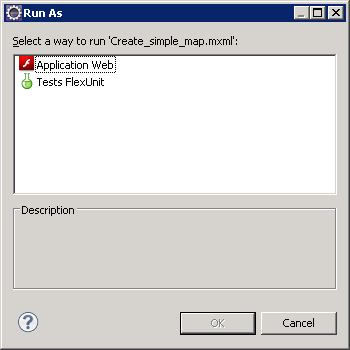 Run As
Select a way to run 'Create_simple_map.mxml':
Application Web
Tests FlexUnit
Description
OK
Cancel